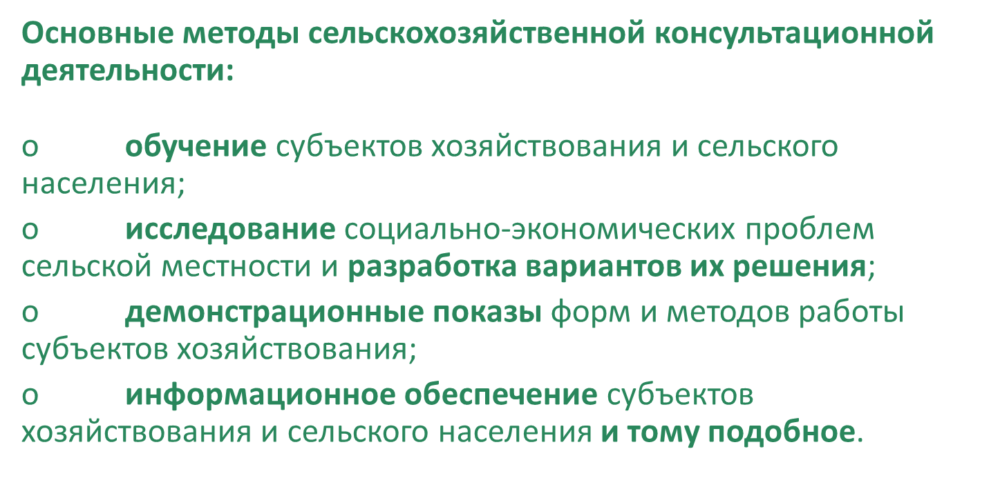 Основные методы сельскохозяйственной консультационной
деятельности:
o обучение субъектов хозяйствования и сельского
населения;
o исследование социально-экономических проблем
сельской местности и разработка вариантов их решения;
o демонстрационные показы форм и методов работы
субъектов хозяйствования;
o информационное обеспечение субъектов
хозяйствования и сельского населения и тому подобное.